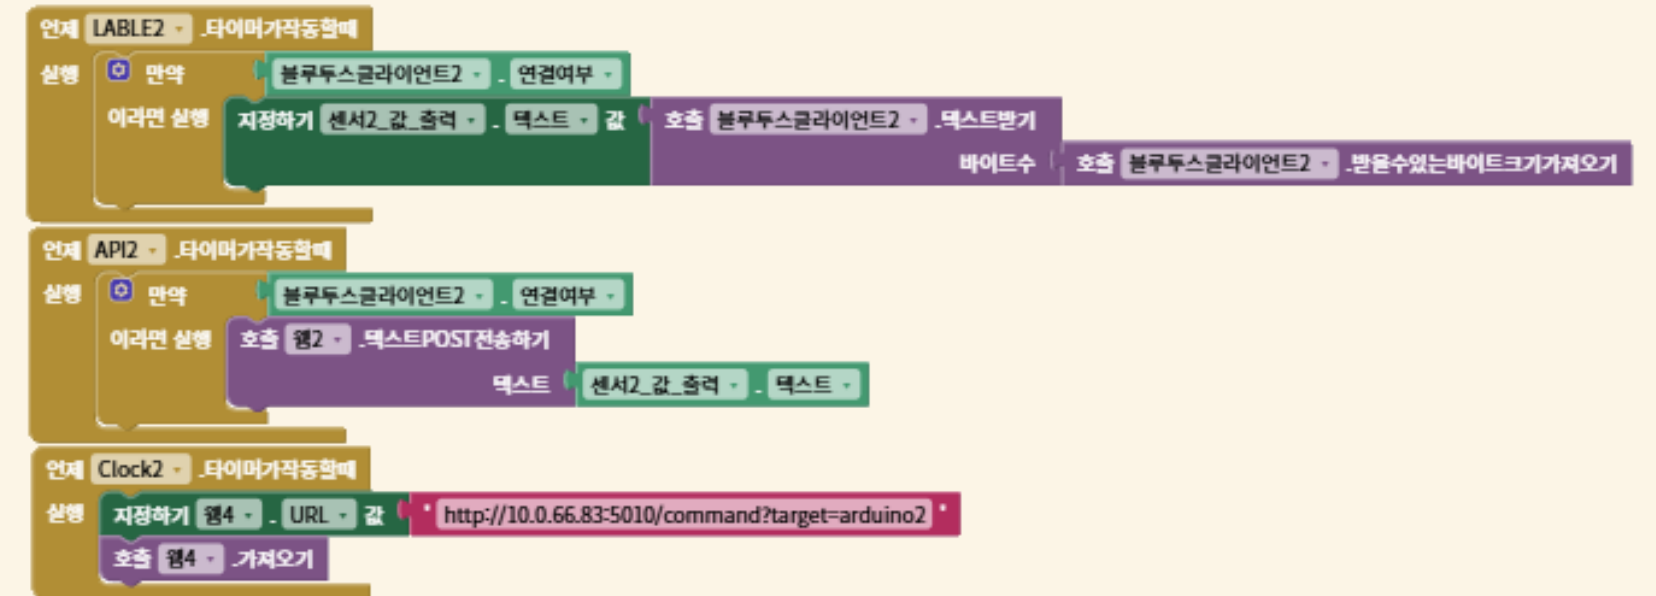 언제 LABLE2 .타이머가작동할때
실행 만약 블루투스클라이언트2 . 연결여부
이라면 실행 지정하기 센서2_값_출력 . 텍스트 값 호출 블루투스클라이언트2 .텍스트받기
바이트수 호출 블루투스클라이언트2 .받을수있는바이트크기가져오기
언제 API2 .타이머가작동할때
실행 만약 블루투스클라이언트2 . 연결여부
이라면 실행 호출 웹2 .텍스트POST전송하기
텍스트 센서2_값_출력 . 텍스트
언제 Clock2 .타이머가작동할때
실행 지정하기 웹4 . URL 값 " http://10.0.66.83:5010/command?target=arduino2 "
호출 웹4 .가져오기